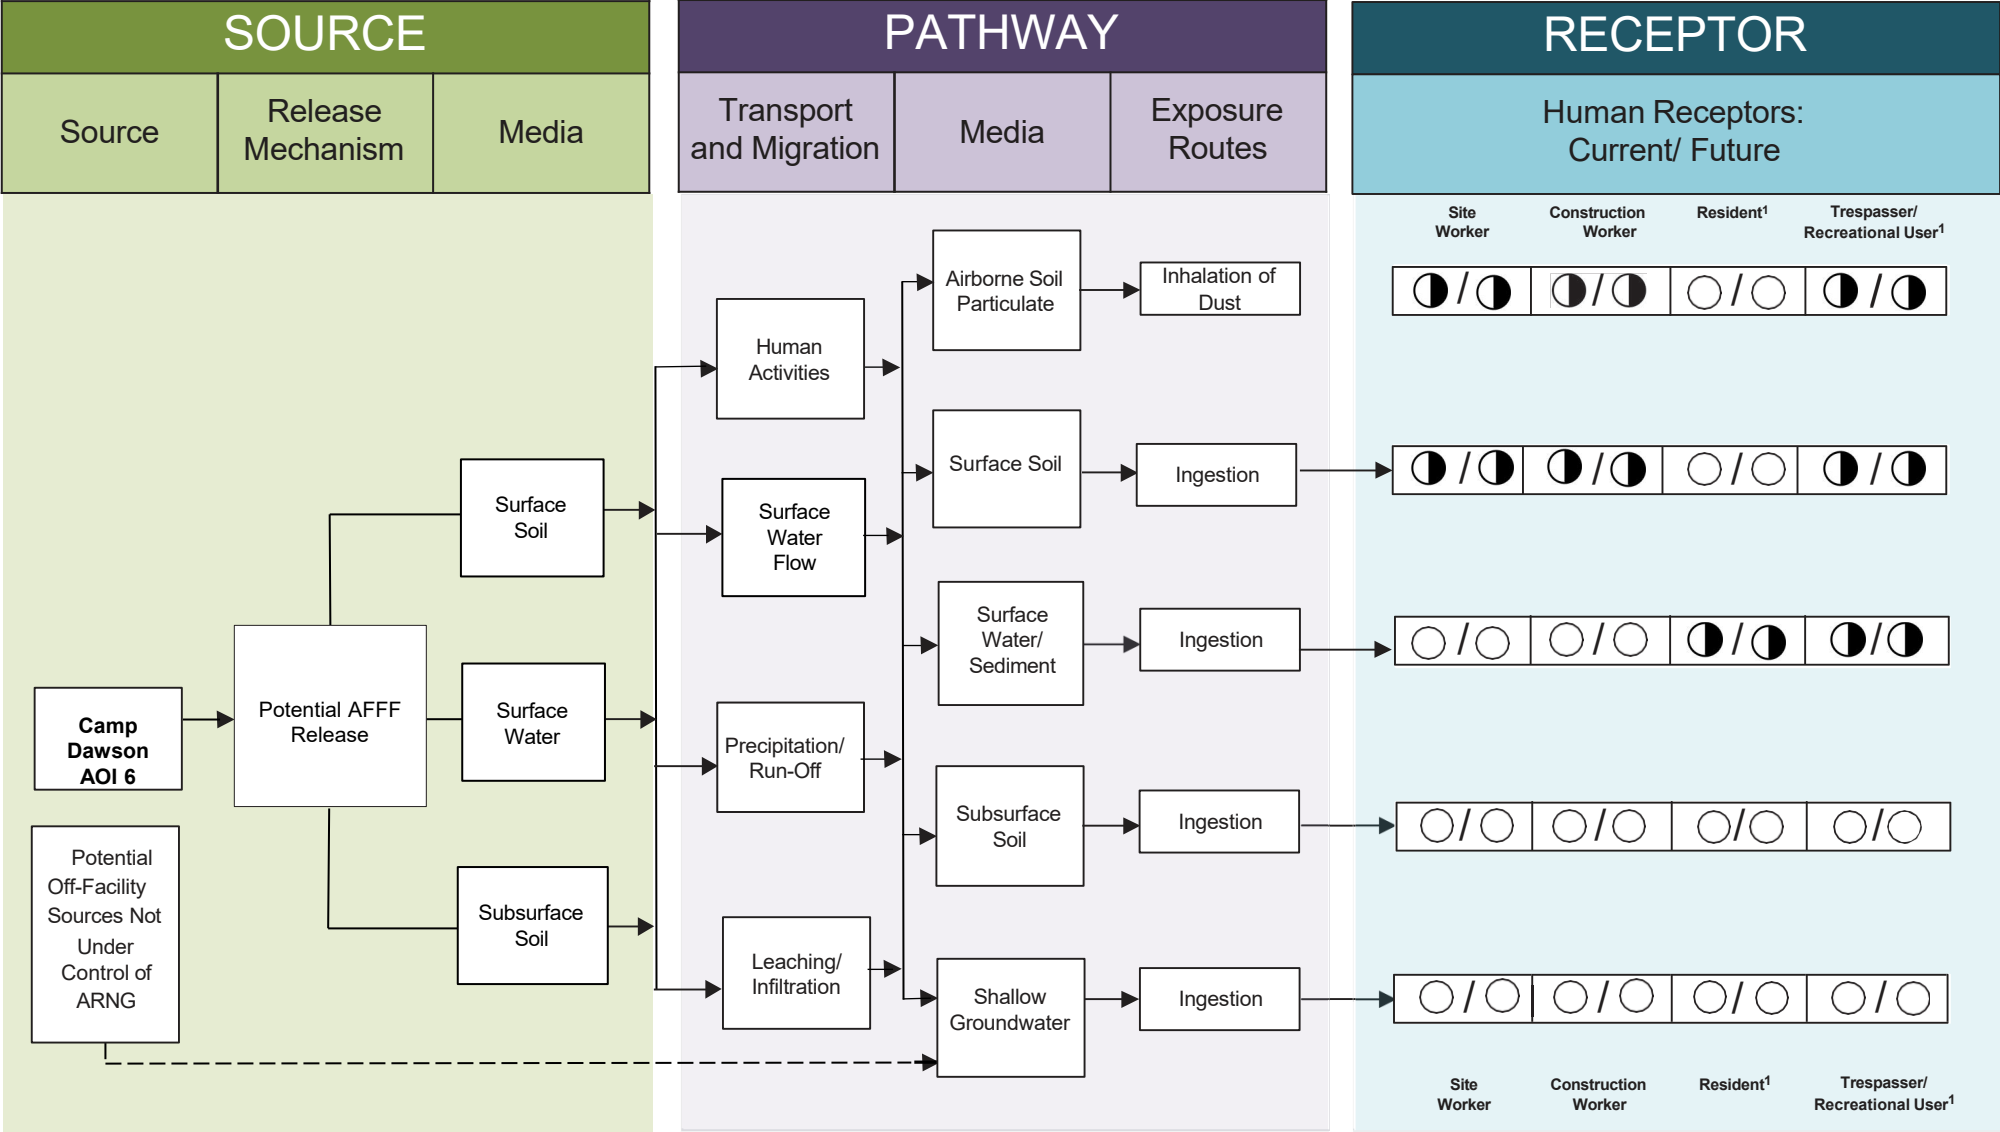 SOURCE
PATHWAY
RECEPTOR
Source
Release
Mechanism
Media
Transport
and Migration
Media
Exposure
Routes
Human Receptors:
Current/ Future
Site
Worker
Construction
Worker
Resident¹
Trespasser/
Recreational User¹
Airborne Soil
Particulate
Inhalation of
Dust
/ / / /
Human
Activities
Surface Soil
Ingestion
/ / / /
Surface
Soil
Surface
Water
Flow
Surface
Water/
Sediment
Ingestion
/ / / /
Camp
Dawson
AOI 6
Potential AFFF
Release
Surface
Water
Precipitation/
Run-Off
Subsurface
Soil
Ingestion
/ / / /
Potential
Off-Facility
Sources Not
Under
Control of
ARNG
Subsurface
Soil
Leaching/
Infiltration
Shallow
Groundwater
Ingestion
/ / / /
Site
Worker
Construction
Worker
Resident¹
Trespasser/
Recreational User¹